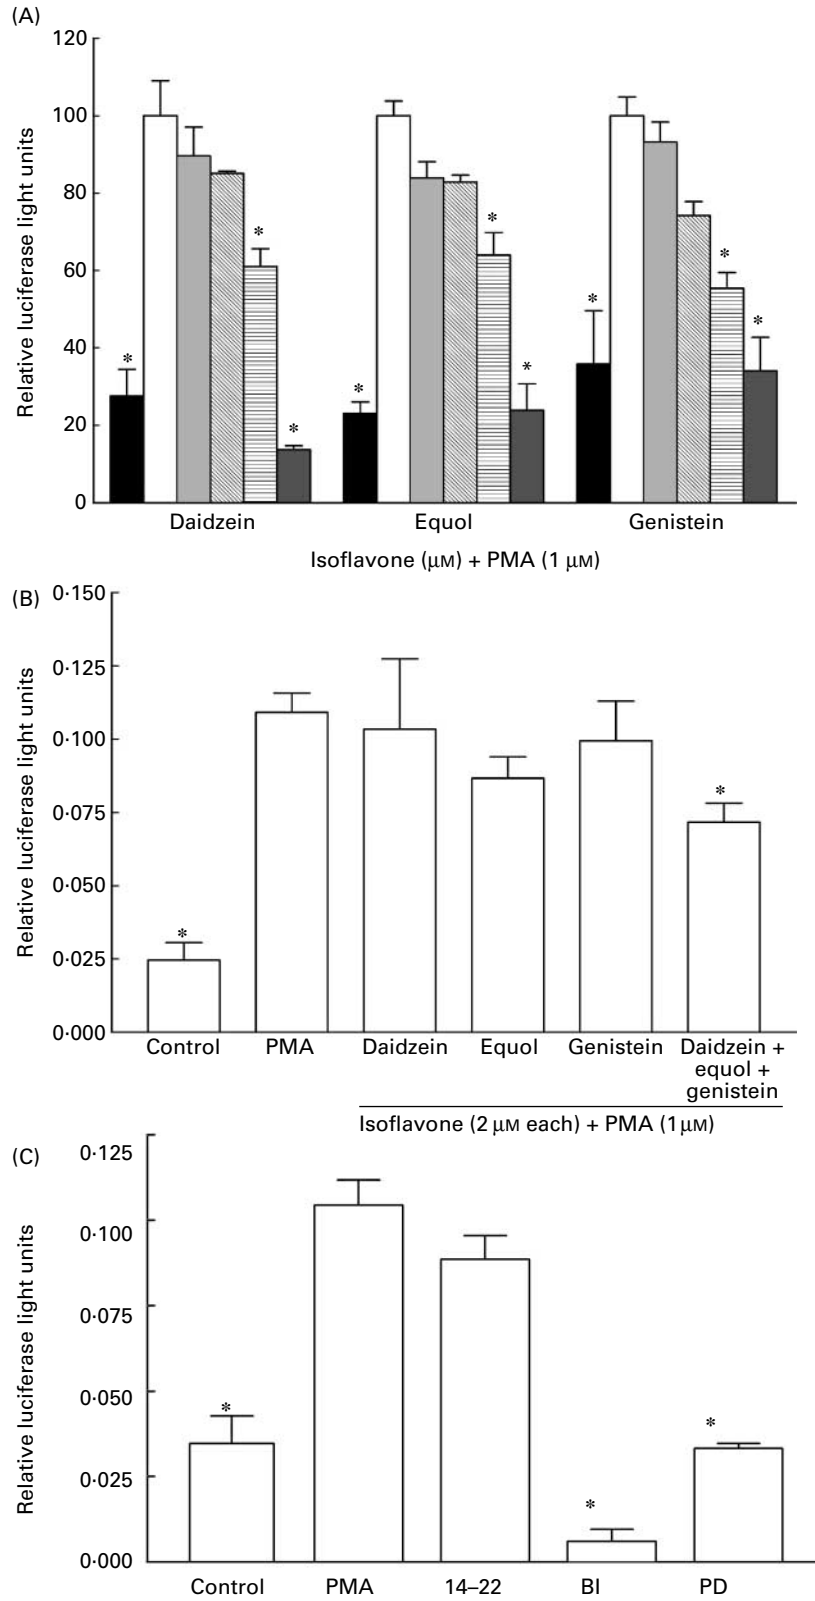 (A)
120
100
80
60
40
20
0
Relative luciferase light units
*
*
*
*
*
*
*
*
*
Daidzein Equol Genistein
Isoflavone (μM) + PMA (1 μM)
(B)
0·150
0·125
0·100
0·075
0·050
0·025
0·000
Relative luciferase light units
*
*
Control PMA Daidzein Equol Genistein Daidzein +
equol +
genistein
Isoflavone (2 μM each) + PMA (1μM)
(C)
0·125
0·100
0·075
0·050
0·025
0·000
Relative luciferase light units
*
*
*
Control PMA 14–22 BI PD